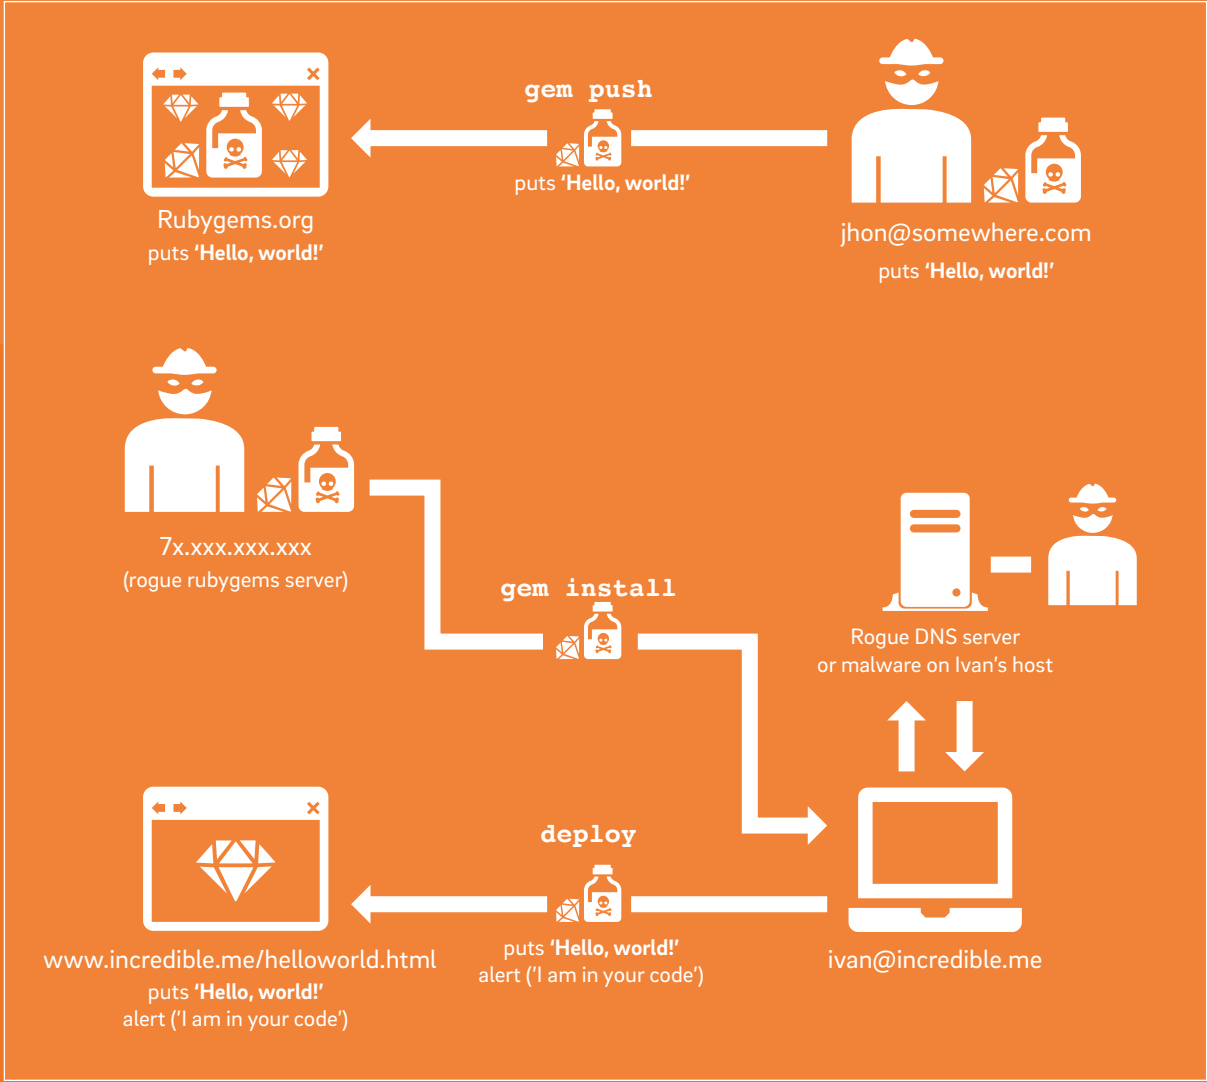 gem push
puts ‘Hello, world!’
Rubygems.org
puts ‘Hello, world!’
jhon@somewhere.com
puts ‘Hello, world!’
7x.xxx.xxx.xxx
(rogue rubygems server)
gem install
Rogue DNS server
or malware on Ivan’s host
deploy
puts ‘Hello, world!’
alert (‘I am in your code’)
www.incredible.me/helloworld.html
puts ‘Hello, world!’
alert (‘I am in your code’)
ivan@incredible.me